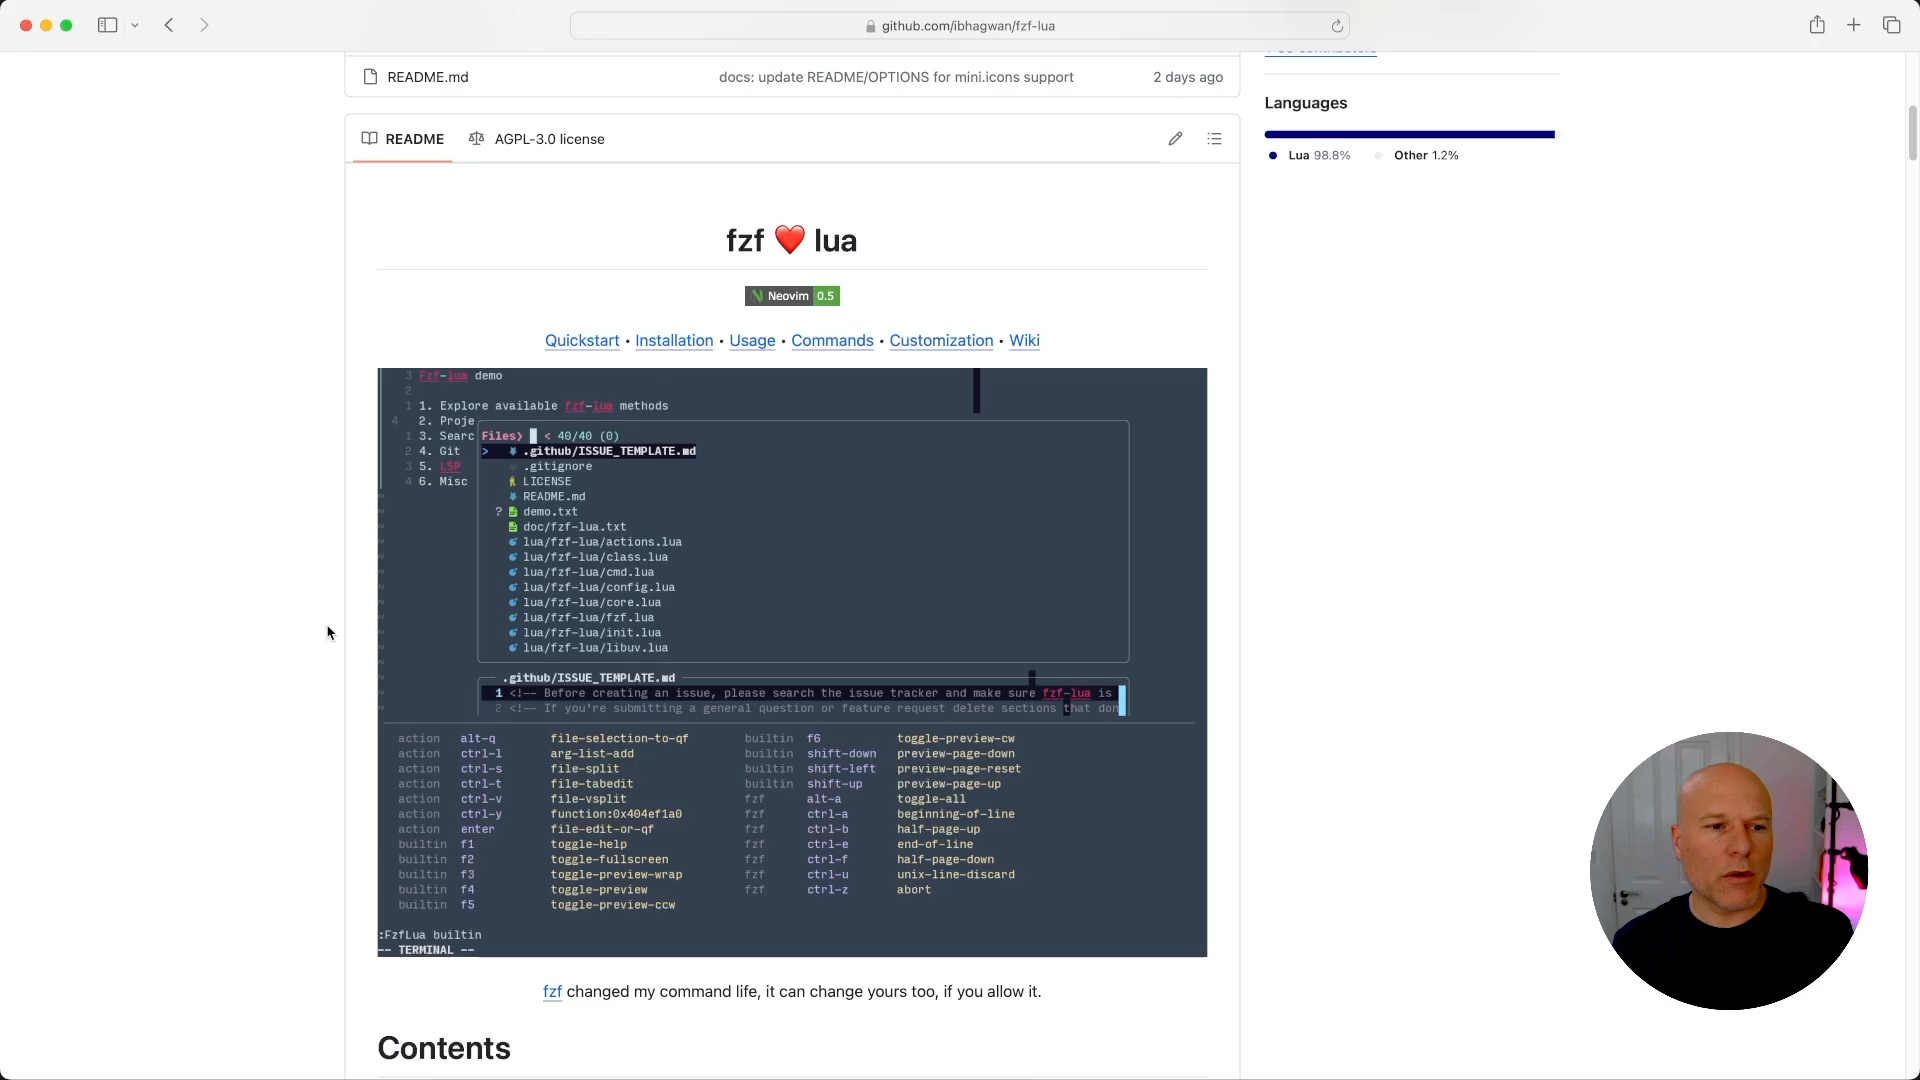 github.com/ibhagwan/fzf-lua
README.md docs: update README/OPTIONS for mini.icons support 2 days ago
README AGPL-3.0 license
Languages
Lua 98.8% Other 1.2%
fzf ❤️ lua
Neovim 0.5
Quickstart • Installation • Usage • Commands • Customization • Wiki
3 Fzf-lua demo
2
1 1. Explore available fzf-lua methods
4 2. Proje
1 3. Searc Files> < 40/40 (0)
2 4. Git > .github/ISSUE_TEMPLATE.md
3 5. LSP .gitignore
4 6. Misc LICENSE
README.md
? demo.txt
doc/fzf-lua.txt
lua/fzf-lua/actions.lua
lua/fzf-lua/class.lua
lua/fzf-lua/cmd.lua
lua/fzf-lua/config.lua
lua/fzf-lua/core.lua
lua/fzf-lua/fzf.lua
lua/fzf-lua/init.lua
lua/fzf-lua/libuv.lua
.github/ISSUE_TEMPLATE.md
1 <!-- Before creating an issue, please search the issue tracker and make sure fzf-lua is
2 <!-- If you're submitting a general question or feature request delete sections that don
action alt-q file-selection-to-qf builtin f6 toggle-preview-cw
action ctrl-l arg-list-add builtin shift-down preview-page-down
action ctrl-s file-split builtin shift-left preview-page-reset
action ctrl-t file-tabedit builtin shift-up preview-page-up
action ctrl-v file-vsplit fzf alt-a toggle-all
action ctrl-y function:0x404ef1a0 fzf ctrl-a beginning-of-line
action enter file-edit-or-qf fzf ctrl-b half-page-up
builtin f1 toggle-help fzf ctrl-e end-of-line
builtin f2 toggle-fullscreen fzf ctrl-f half-page-down
builtin f3 toggle-preview-wrap fzf ctrl-u unix-line-discard
builtin f4 toggle-preview fzf ctrl-z abort
builtin f5 toggle-preview-ccw
:FzfLua builtin
-- TERMINAL --
fzf changed my command life, it can change yours too, if you allow it.
Contents